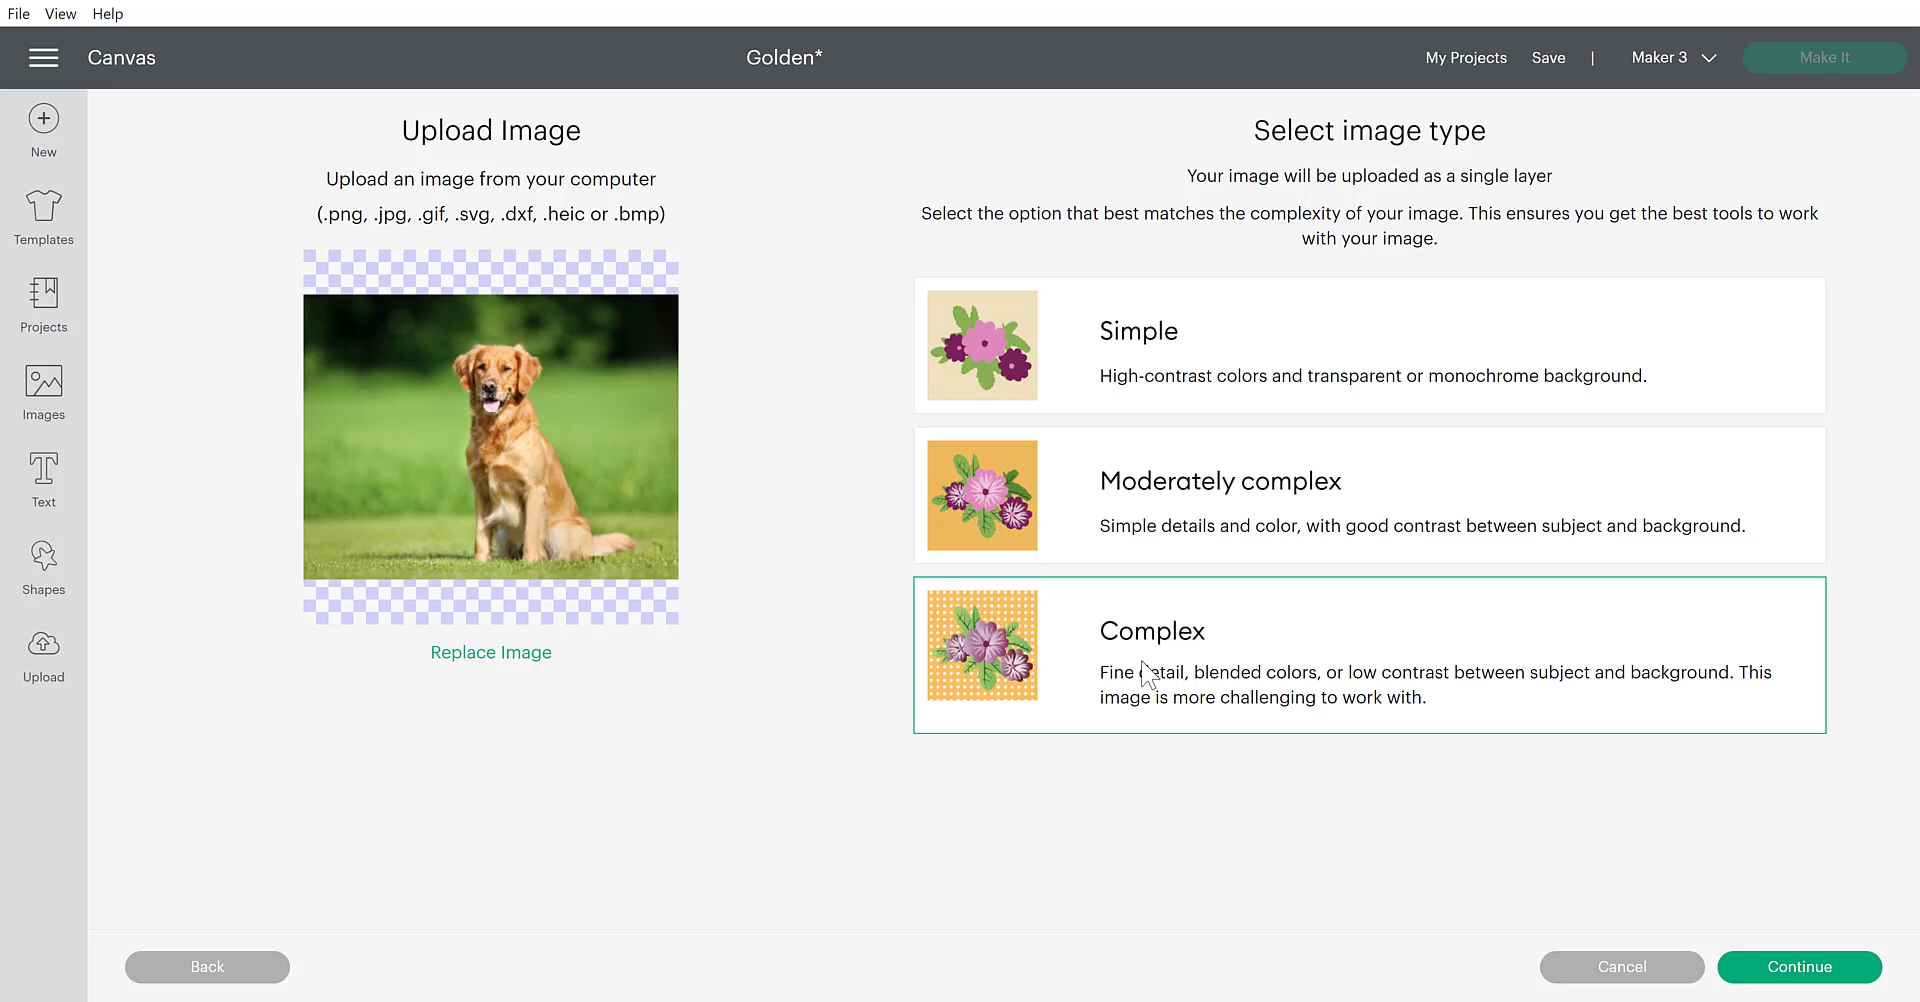 File View Help
Canvas
Golden*
My Projects Save | Maker 3 Make It
New
Templates
Projects
Images
Text
Shapes
Upload
Upload Image
Upload an image from your computer
(.png, .jpg, .gif, .svg, .dxf, .heic or .bmp)
Replace Image
Select image type
Your image will be uploaded as a single layer
Select the option that best matches the complexity of your image. This ensures you get the best tools to work
with your image.
Simple
High-contrast colors and transparent or monochrome background.
Moderately complex
Simple details and color, with good contrast between subject and background.
Complex
Fine detail, blended colors, or low contrast between subject and background. This
image is more challenging to work with.
Back
Cancel
Continue